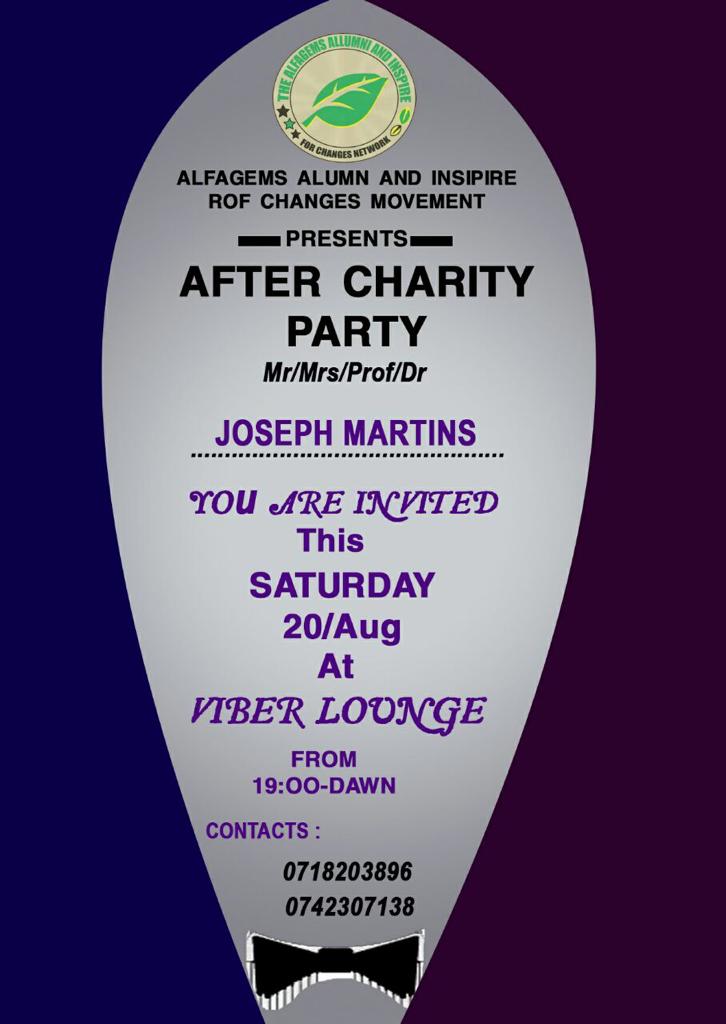 THE ALFAGEMS ALLUMNI AND INSPIRE
FOR CHANGES NETWORK
ALFAGEMS ALUMN AND INSIPIRE
ROF CHANGES MOVEMENT
PRESENTS
AFTER CHARITY
PARTY
Mr/Mrs/Prof/Dr
JOSEPH MARTINS
YOU ARE INVITED
This
SATURDAY
20/Aug
At
VIBER LOUNGE
FROM
19:OO-DAWN
CONTACTS :
0718203896
0742307138